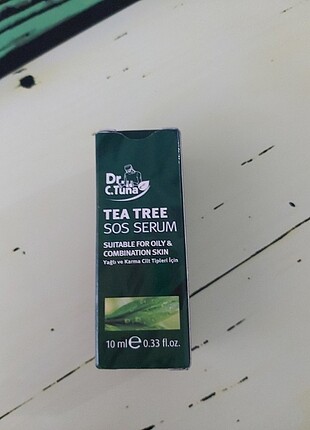 Dr.
C.Tuna
TEA TREE
SOS SERUM
SUITABLE FOR OILY &
COMBINATION SKIN
Yağlı ve Karma Cilt Tipleri İçin
10 ml ℮ 0.33 fl.oz.